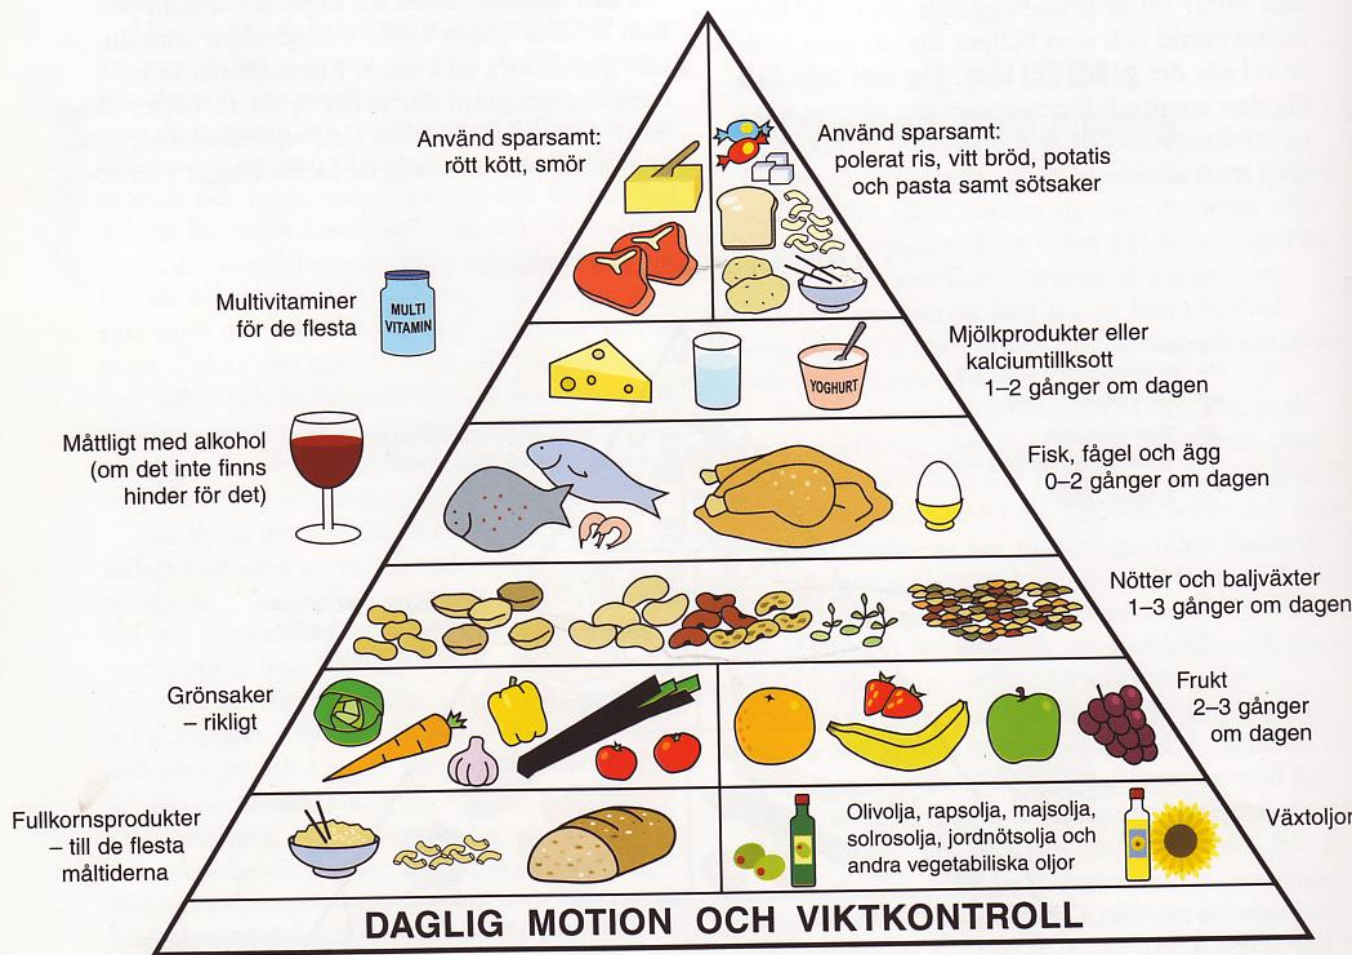 Använd sparsamt:
rött kött, smör
Använd sparsamt:
polerat ris, vitt bröd, potatis
och pasta samt sötsaker
Multivitaminer
för de flesta
MULTI
VITAMIN
YOGHURT
Mjölkprodukter eller
kalciumtillksott
1–2 gånger om dagen
Måttligt med alkohol
(om det inte finns
hinder för det)
Fisk, fågel och ägg
0–2 gånger om dagen
Nötter och baljväxter
1–3 gånger om dagen
Grönsaker
– rikligt
Frukt
2–3 gånger
om dagen
Fullkornsprodukter
– till de flesta
måltiderna
Olivolja, rapsolja, majsolja,
solrosolja, jordnötsolja och
andra vegetabiliska oljor
Växtoljor
DAGLIG MOTION OCH VIKTKONTROLL